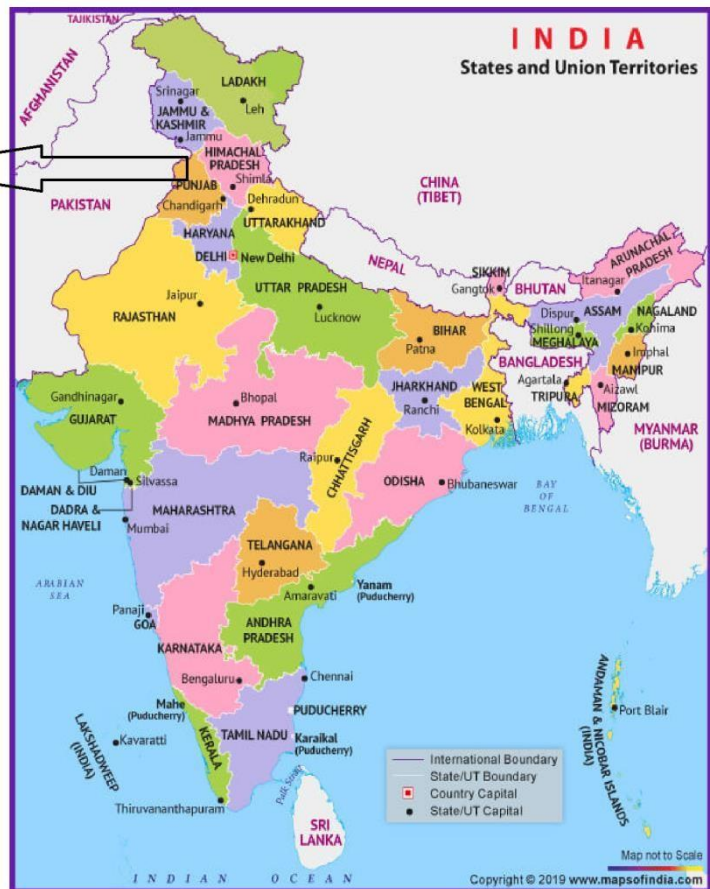 INDIA
States and Union Territories
TAJIKISTAN
AFGHANISTAN
LADAKH
Srinagar
Leh
JAMMU &
KASHMIR
Jammu
HIMACHAL
PRADESH
Shimla
PUNJAB
Chandigarh
PAKISTAN
CHINA
(TIBET)
Dehradun
UTTARAKHAND
HARYANA
DELHI
New Delhi
NEPAL
SIKKIM
Gangtok
BHUTAN
ARUNACHAL
PRADESH
Itanagar
UTTAR PRADESH
Lucknow
Jaipur
RAJASTHAN
BIHAR
Patna
Dispur
ASSAM
NAGALAND
Shillong
Kohima
MEGHALAYA
Imphal
MANIPUR
BANGLADESH
Agartala
Aizawl
TRIPURA
MIZORAM
MYANMAR
(BURMA)
Gandhinagar
GUJARAT
Bhopal
MADHYA PRADESH
JHARKHAND
Ranchi
WEST
BENGAL
Kolkata
CHHATTISGARH
Raipur
ODISHA
Bhubaneswar
Daman
Silvassa
DAMAN & DIU
DADRA &
NAGAR HAVELI
MAHARASHTRA
Mumbai
BAY
OF
BENGAL
TELANGANA
Hyderabad
ARABIAN
SEA
Amaravati
Yanam
(Puducherry)
Panaji
GOA
ANDHRA
PRADESH
KARNATAKA
Bengaluru
Chennai
Mahe
(Puducherry)
PUDUCHERRY
LAKSHADWEEP
(INDIA)
Kavaratti
KERALA
TAMIL NADU
Karaikal
(Puducherry)
ANDAMAN & NICOBAR ISLANDS
(INDIA)
Port Blair
Thiruvananthapuram
Palk Strait
SRI
LANKA
International Boundary
State/UT Boundary
Country Capital
State/UT Capital
Map not to Scale
INDIAN OCEAN
Copyright © 2019 www.mapsofindia.com